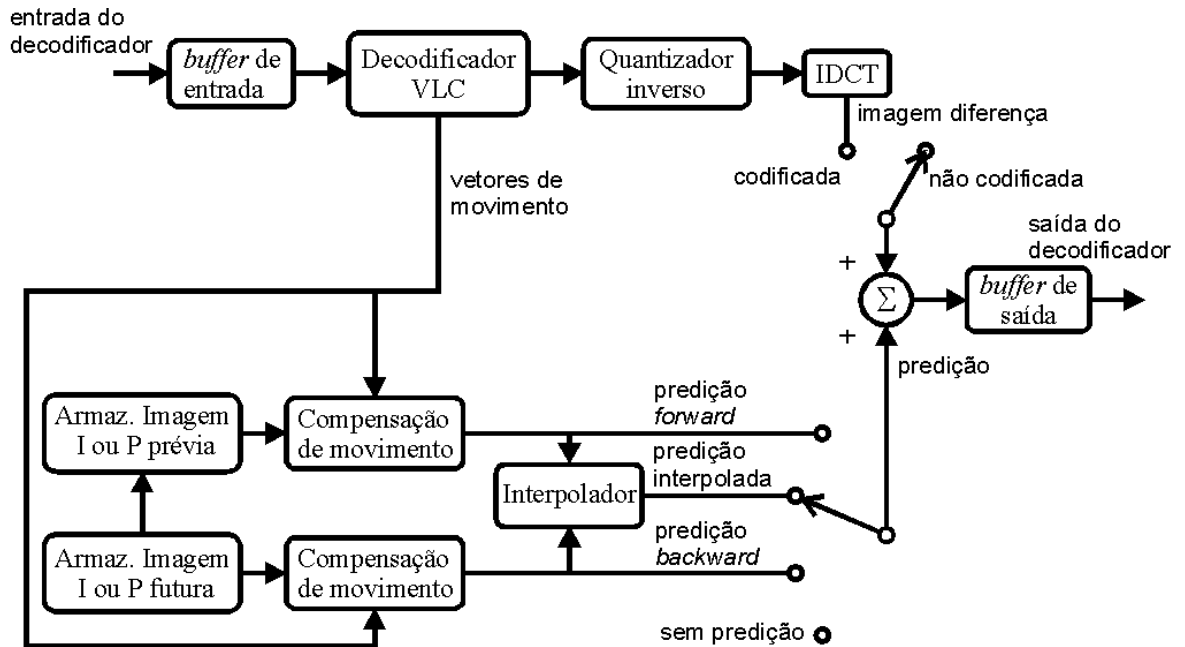 entrada do
decodificador
buffer de
entrada
Decodificador
VLC
Quantizador
inverso
IDCT
imagem diferença
codificada
não codificada
vetores de
movimento
saída do
decodificador
+
Σ
+
buffer de
saída
predição
Armaz. Imagem
I ou P prévia
Compensação
de movimento
predição
forward
Interpolador
predição
interpolada
Armaz. Imagem
I ou P futura
Compensação
de movimento
predição
backward
sem predição